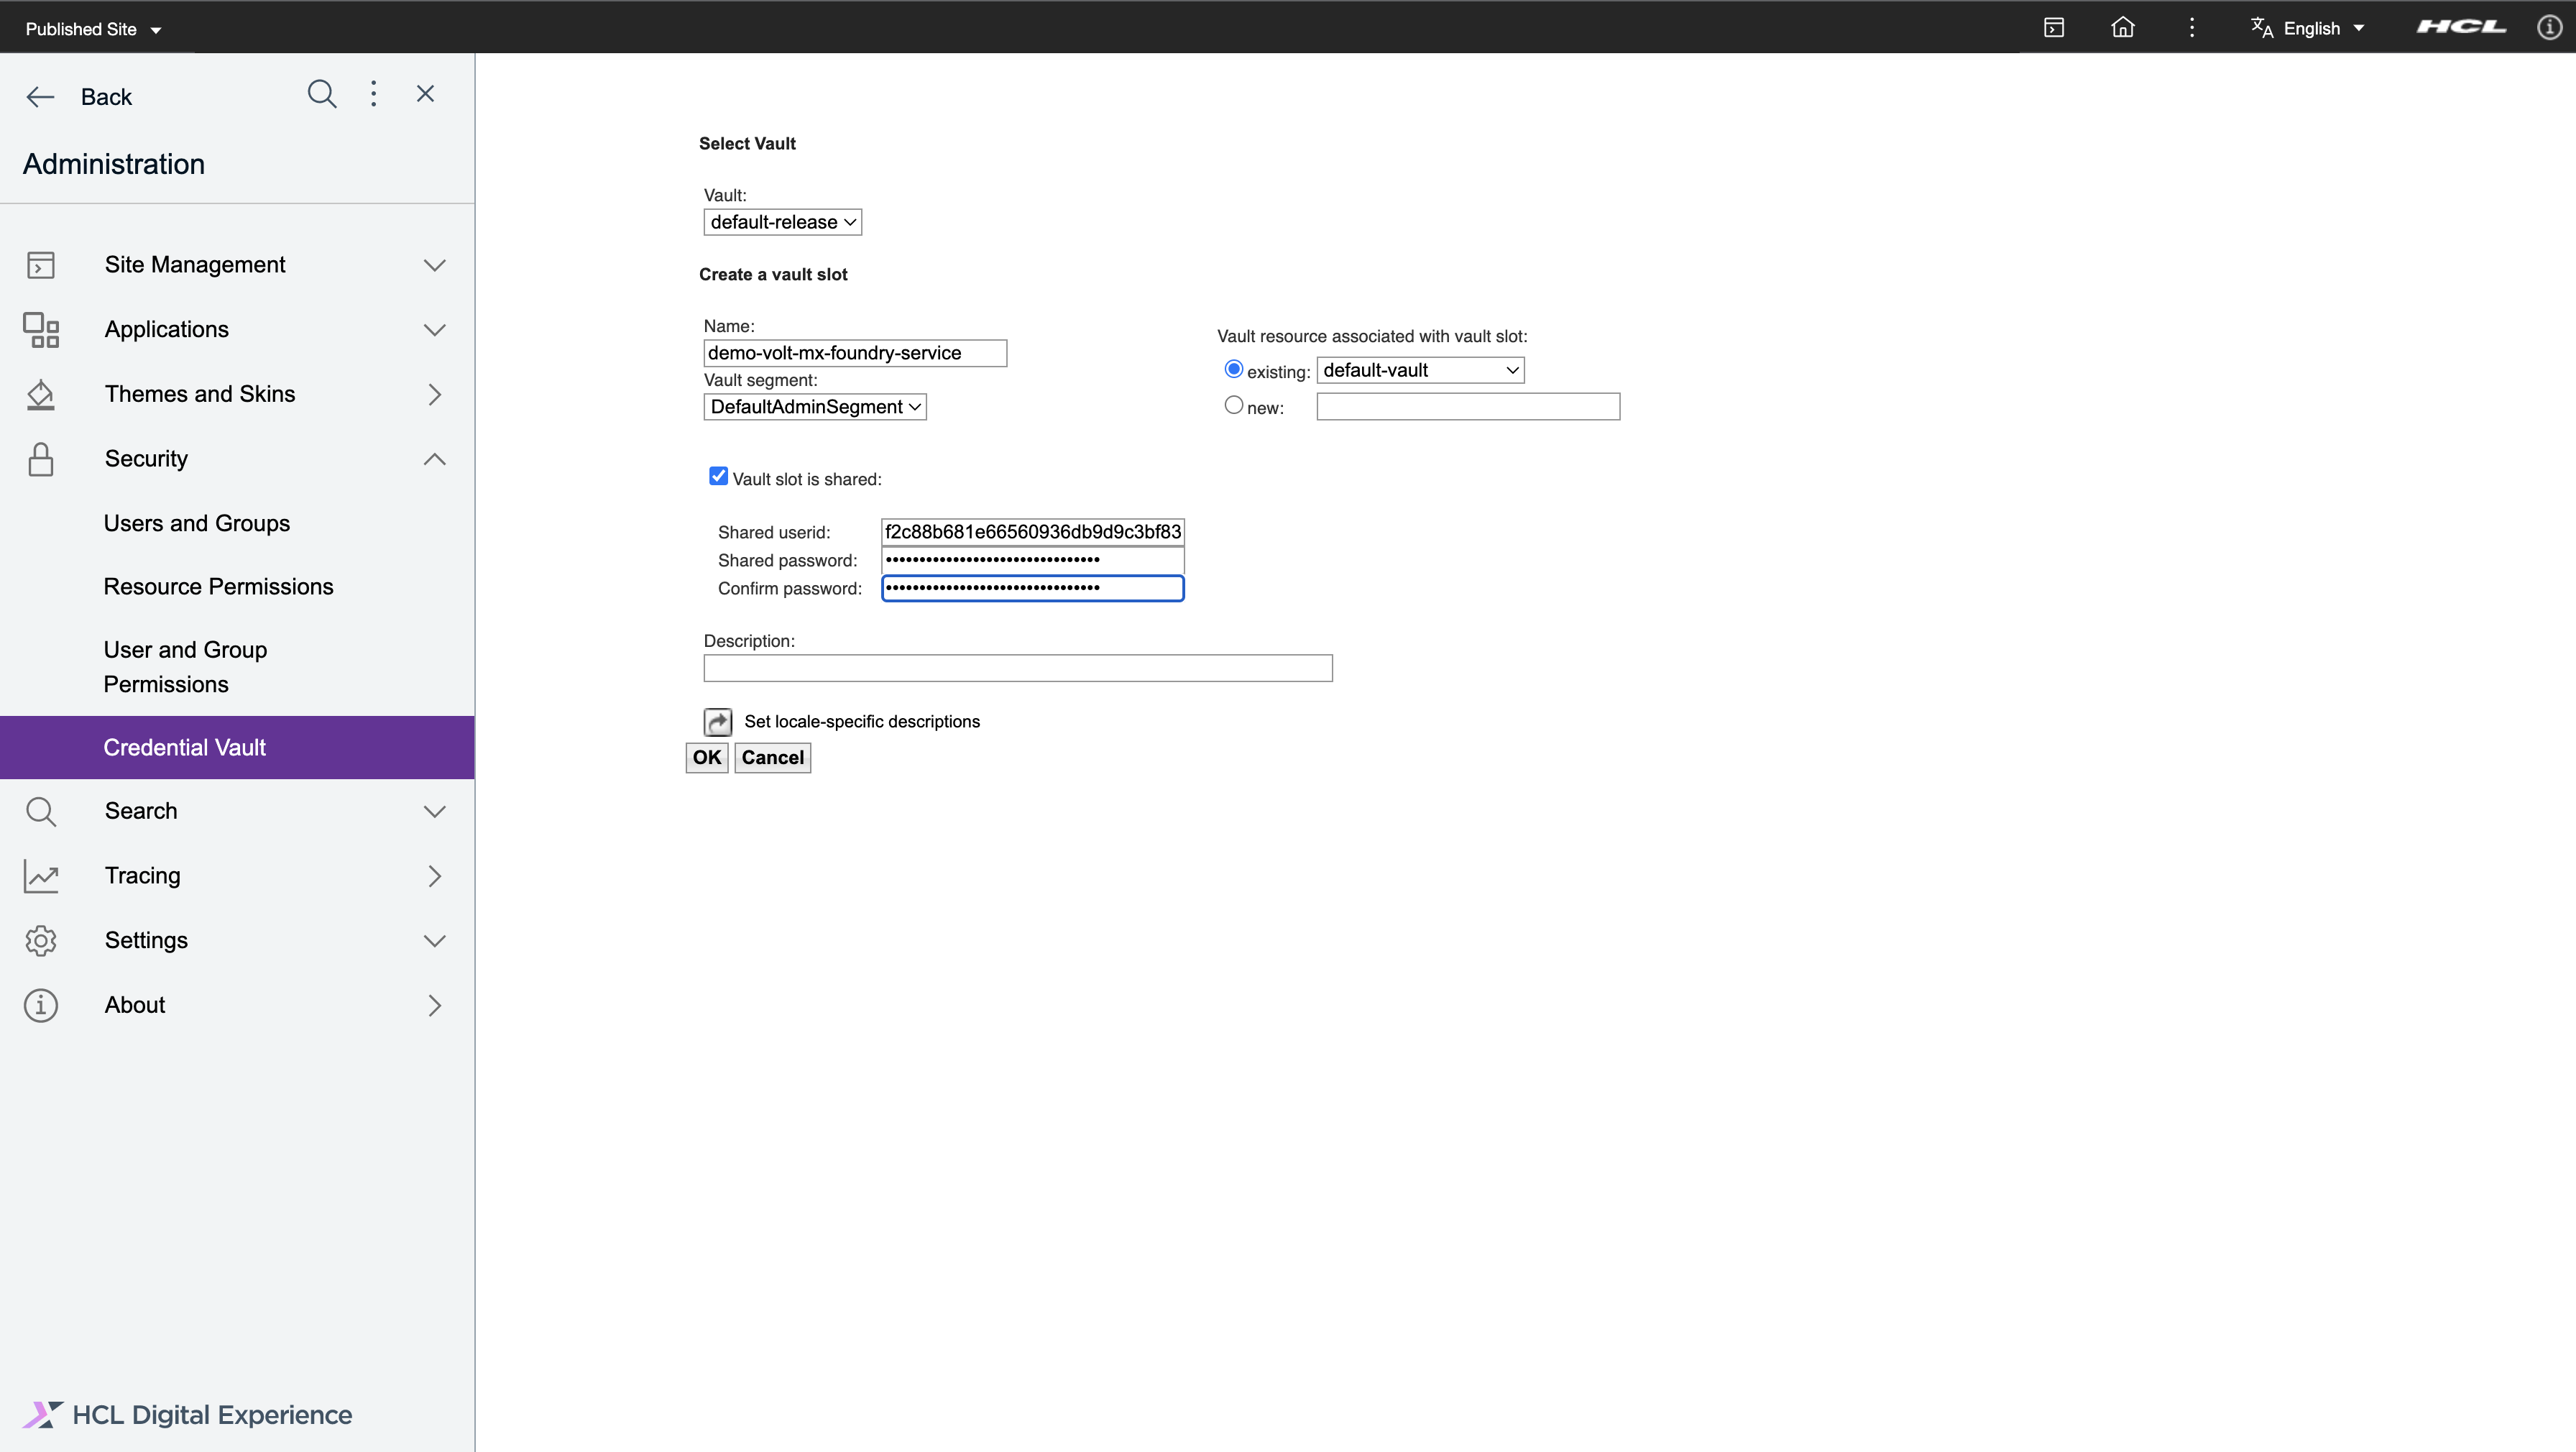 Published Site
English
HCL
Back
Administration
Site Management
Applications
Themes and Skins
Security
Users and Groups
Resource Permissions
User and Group
Permissions
Credential Vault
Search
Tracing
Settings
About
HCL Digital Experience
Select Vault
Vault:
default-release
Create a vault slot
Name:
demo-volt-mx-foundry-service
Vault segment:
DefaultAdminSegment
Vault resource associated with vault slot:
existing: default-vault
new:
Vault slot is shared:
Shared userid: f2c88b681e66560936db9d9c3bf83
Shared password: ••••••••••••••••••••••••••••••••
Confirm password: ••••••••••••••••••••••••••••••••
Description:
Set locale-specific descriptions
OK Cancel